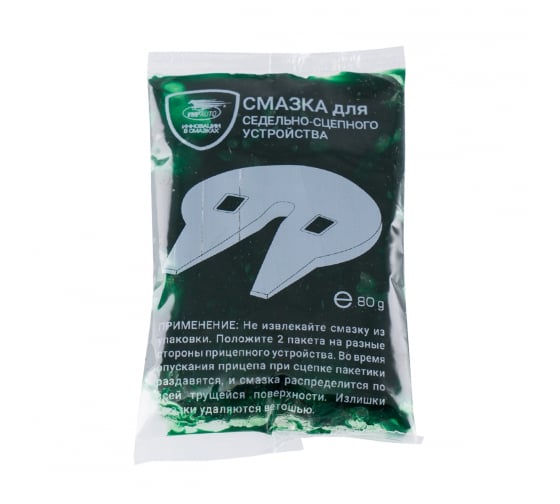 ВМПАВТО
ИННОВАЦИИ
В СМАЗКАХ
СМАЗКА для
СЕДЕЛЬНО-СЦЕПНОГО
УСТРОЙСТВА
℮ 80 g
ПРИМЕНЕНИЕ: Не извлекайте смазку из
упаковки. Положите 2 пакета на разные
стороны прицепного устройства. Во время
опускания прицепа при сцепке пакетики
раздавятся, и смазка распределится по
всей трущейся поверхности. Излишки
смазки удаляются ветошью.